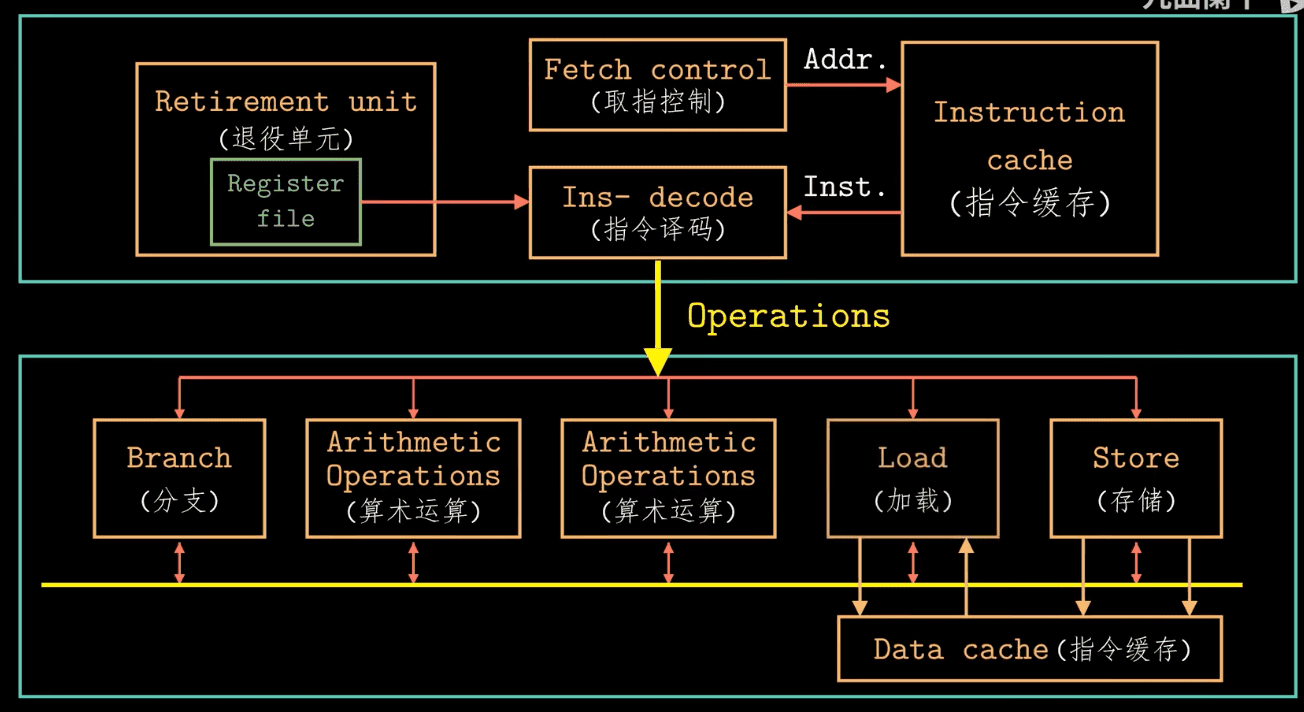 Fetch control
(取指控制)
Addr.
Retirement unit
(退役单元)
Register
file
Instruction
cache
(指令缓存)
Ins- decode
(指令译码)
Inst.
Operations
Branch
(分支)
Arithmetic
Operations
(算术运算)
Arithmetic
Operations
(算术运算)
Load
(加载)
Store
(存储)
Data cache(指令缓存)